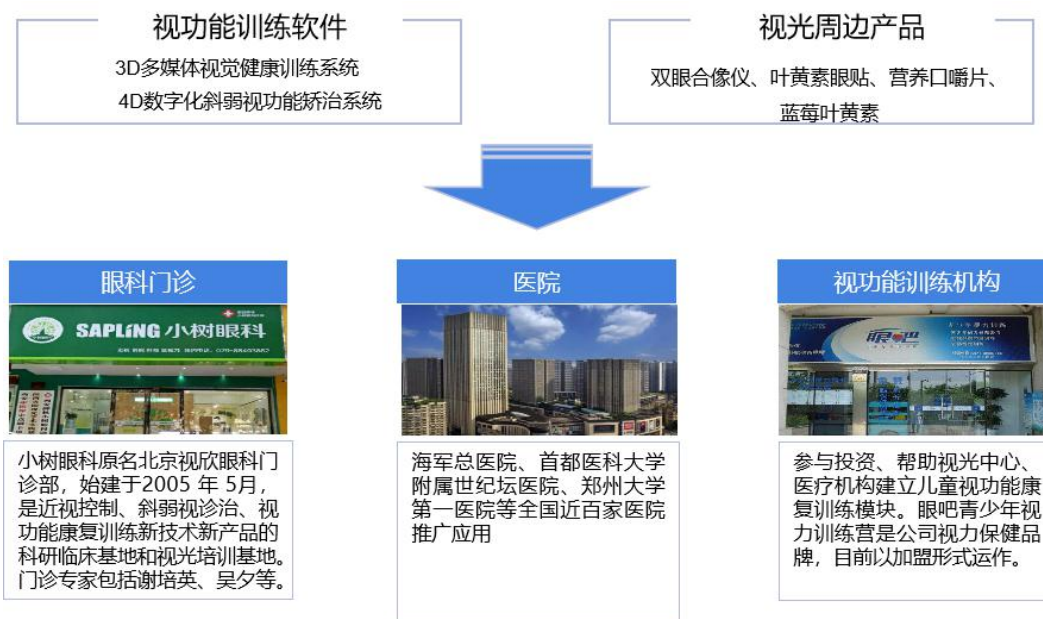 视功能训练软件
3D多媒体视觉健康训练系统
4D数字化斜弱视功能矫治系统
视光周边产品
双眼合像仪、叶黄素眼贴、营养口嚼片、
蓝莓叶黄素
眼科门诊
SAPLiNG 小树眼科
小树眼科原名北京视欣眼科门
诊部，始建于2005 年 5月，
是近视控制、斜弱视诊治、视
功能康复训练新技术新产品的
科研临床基地和视光培训基地。
门诊专家包括谢培英、吴夕等。
医院
海军总医院、首都医科大学
附属世纪坛医院、郑州大学
第一医院等全国近百家医院
推广应用
视功能训练机构
眼吧
参与投资、帮助视光中心、
医疗机构建立儿童视功能康
复训练模块。眼吧青少年视
力训练营是公司视力保健品
牌，目前以加盟形式运作。